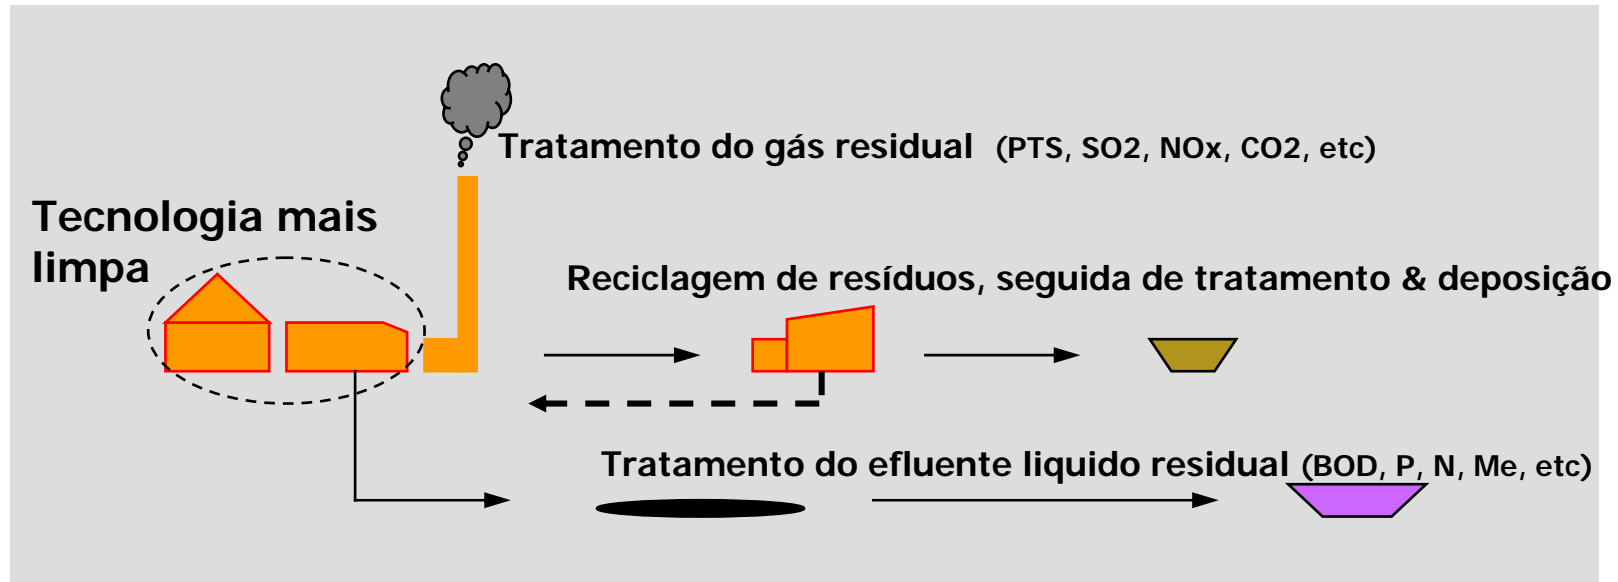 Tratamento do gás residual (PTS, SO2, NOx, CO2, etc)
Tecnologia mais
limpa
Reciclagem de resíduos, seguida de tratamento & deposição
Tratamento do efluente liquido residual (BOD, P, N, Me, etc)